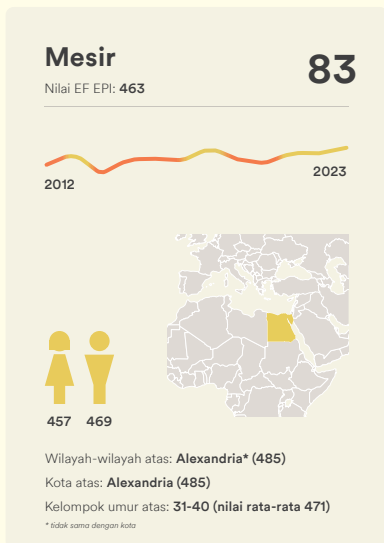 Mesir
83
Nilai EF EPI: 463
2012
2023
457 469
Wilayah-wilayah atas: Alexandria* (485)
Kota atas: Alexandria (485)
Kelompok umur atas: 31-40 (nilai rata-rata 471)
* tidak sama dengan kota